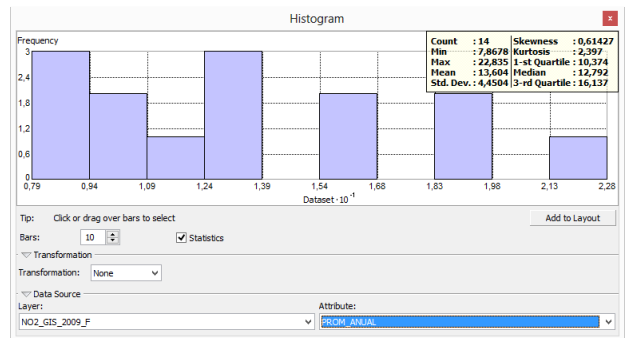 Histogram
x
Frequency
3
2,4
1,8
1,2
0,6
0
0,79 0,94 1,09 1,24 1,39 1,54 1,68 1,83 1,98 2,13 2,28
Dataset · 10⁻¹
Count : 14 Skewness : 0,61427
Min : 7,8678 Kurtosis : 2,397
Max : 22,835 1-st Quartile : 10,374
Mean : 13,604 Median : 12,792
Std. Dev. : 4,4504 3-rd Quartile : 16,137
Tip: Click or drag over bars to select Add to Layout
Bars: 10 Statistics
Transformation
Transformation: None
Data Source
Layer: Attribute:
NO2_GIS_2009_F PROM_ANUAL